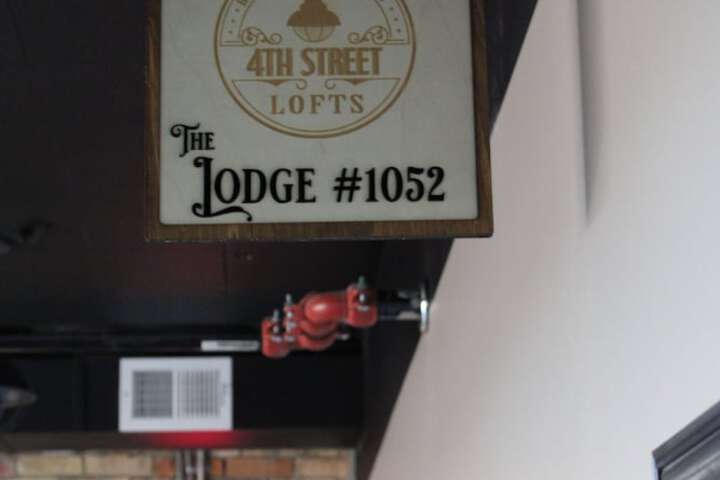 4TH STREET
LOFTS
THE
LODGE #1052